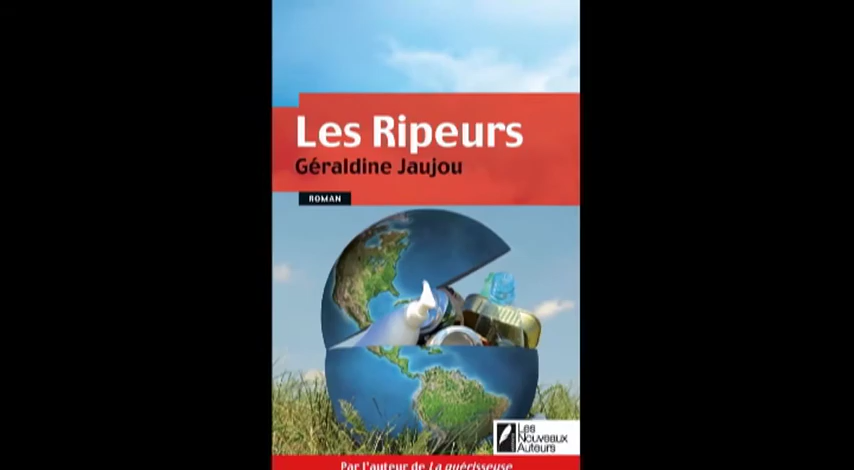 Les Ripeurs
Géraldine Jaujou
ROMAN
Les
Nouveaux
Auteurs
Par l'auteur de La guérisseuse